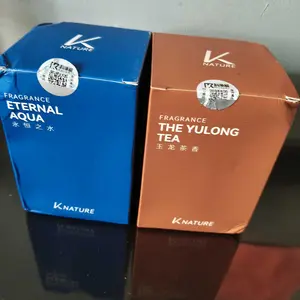 K
NATURE
FRAGRANCE
ETERNAL
AQUA
永恒之水
K NATURE
K
NATURE
FRAGRANCE
THE YULONG
TEA
玉龙茶香
K NATURE